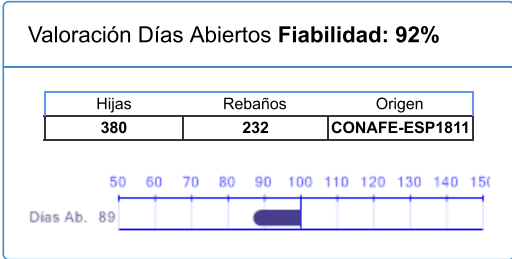 Valoración Días Abiertos Fiabilidad: 92%
Hijas Rebaños Origen
380 232 CONAFE-ESP1811
50 60 70 80 90 100 110 120 130 140 150
Días Ab. 89